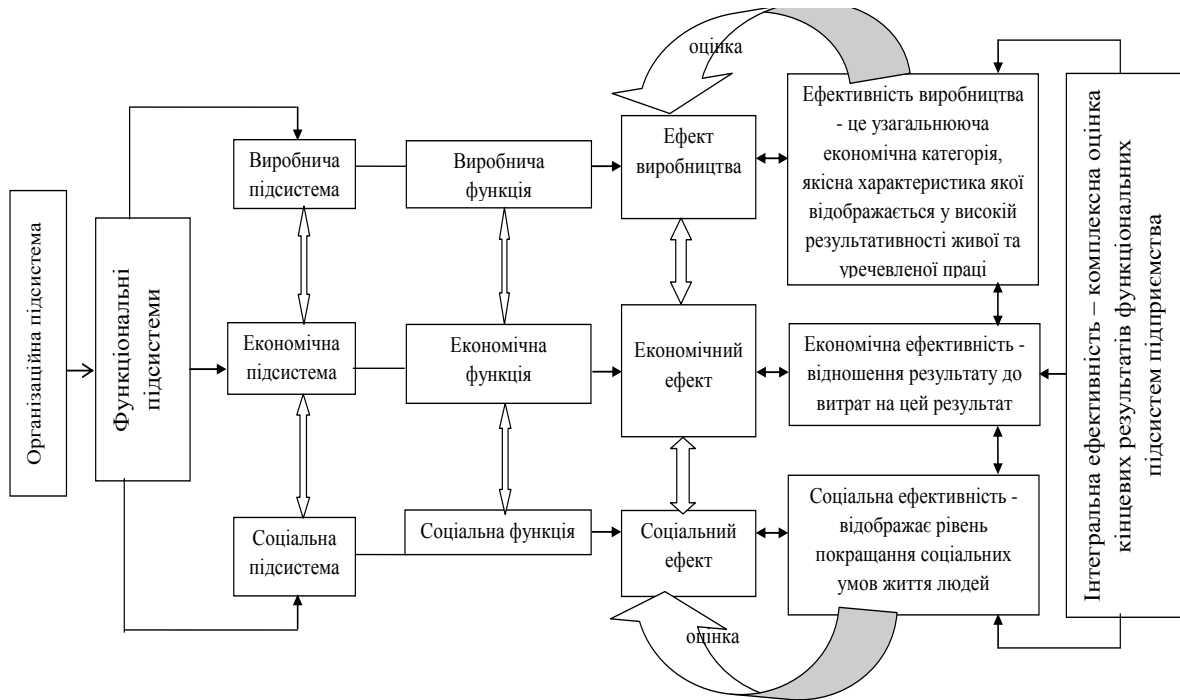 Організаційна підсистема
Функціональні
підсистеми
Виробнича
підсистема
Економічна
підсистема
Соціальна
підсистема
Виробнича
функція
Економічна
функція
Соціальна функція
оцінка
Ефект
виробництва
Економічний
ефект
Соціальний
ефект
оцінка
Ефективність виробництва
- це узагальнююча
економічна категорія,
якісна характеристика якої
відображається у високій
результативності живої та
уречевленої праці
Економічна ефективність -
відношення результату до
витрат на цей результат
Соціальна ефективність -
відображає рівень
покращання соціальних
умов життя людей
Інтегральна ефективність – комплексна оцінка
кінцевих результатів функціональних
підсистем підприємства